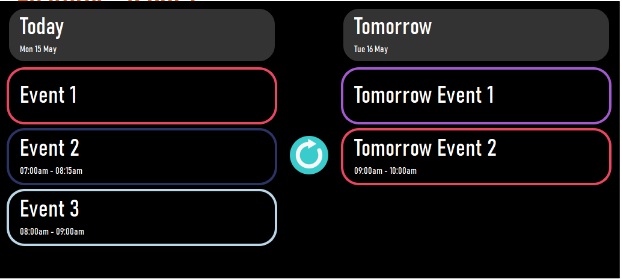 Today
Mon 15 May
Event 1
Event 2
07:00am - 08:15am
Event 3
08:00am - 09:00am
Tomorrow
Tue 16 May
Tomorrow Event 1
Tomorrow Event 2
09:00am - 10:00am